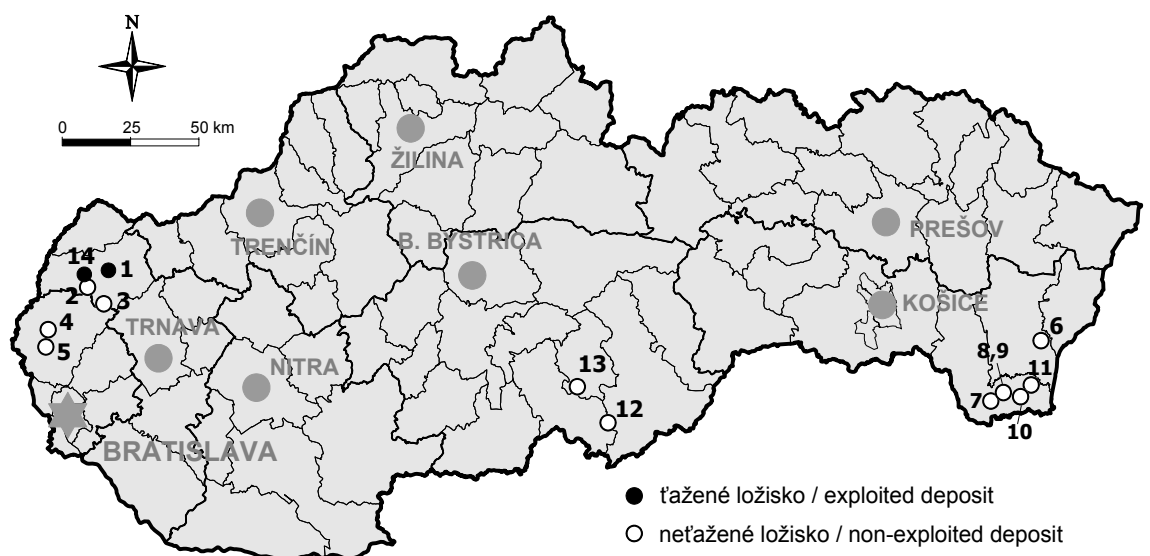 N
0 25 50 km
ŽILINA
TRENČÍN
B. BYSTRICA
PREŠOV
14
1
2
3
KOŠICE
4
TRNAVA
6
5
NITRA
8,9
13
11
7
12
10
BRATISLAVA
ťažené ložisko / exploited deposit
neťažené ložisko / non-exploited deposit